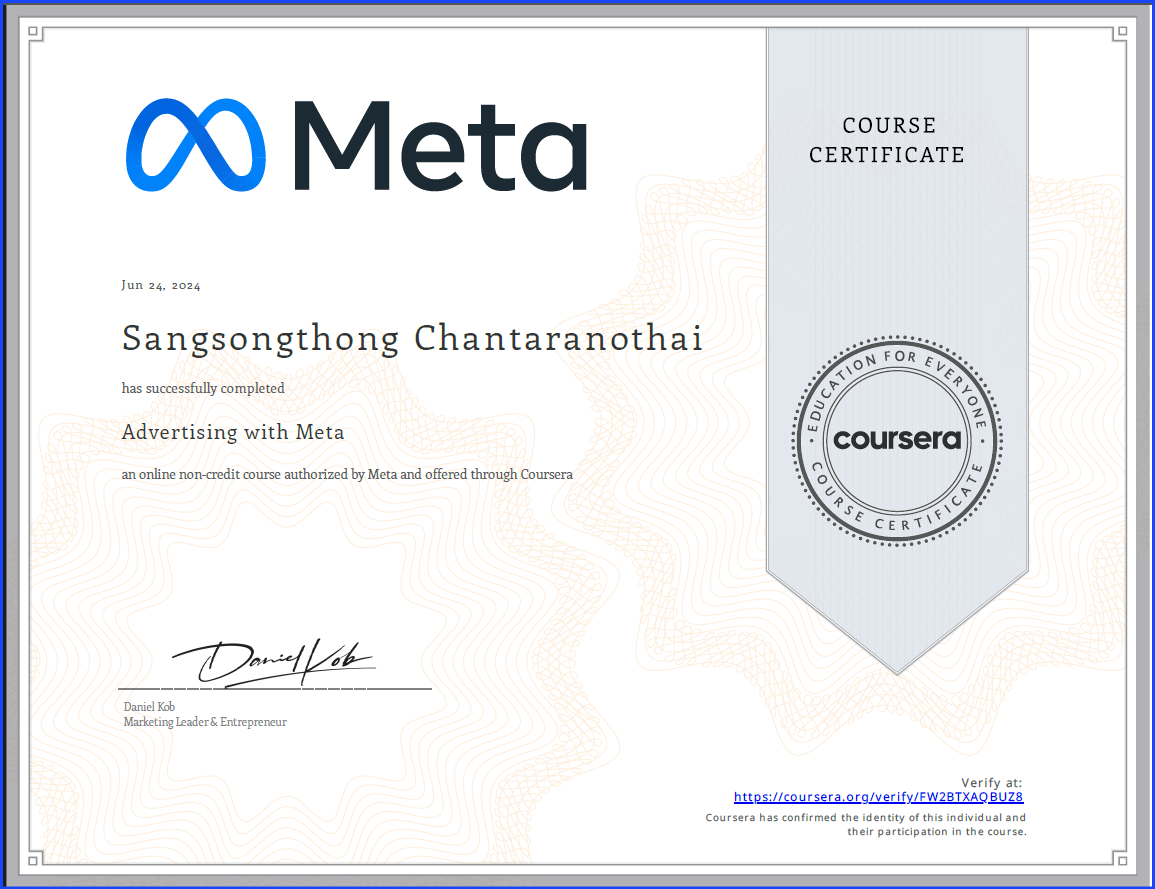 Meta
COURSE
CERTIFICATE
Jun 24, 2024
Sangsongthong Chantaranothai
has successfully completed
Advertising with Meta
an online non-credit course authorized by Meta and offered through Coursera
EDUCATION FOR EVERYONE
coursera
COURSE CERTIFICATE
Daniel Kob
Daniel Kob
Marketing Leader & Entrepreneur
Verify at:
https://coursera.org/verify/FW2BTXAQBUZ8
Coursera has confirmed the identity of this individual and
their participation in the course.